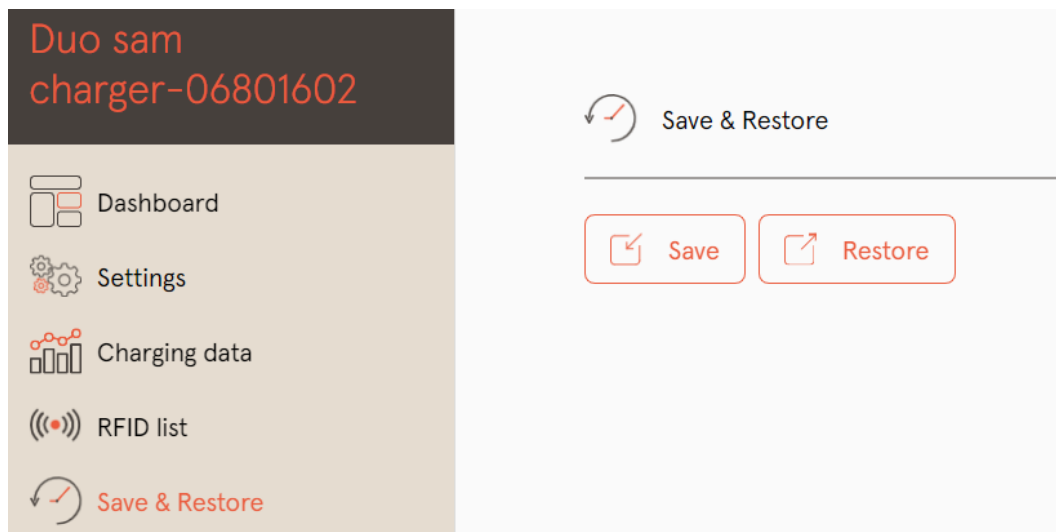 Duo sam
charger-06801602
Dashboard
Settings
Charging data
RFID list
Save & Restore
Save & Restore
Save
Restore